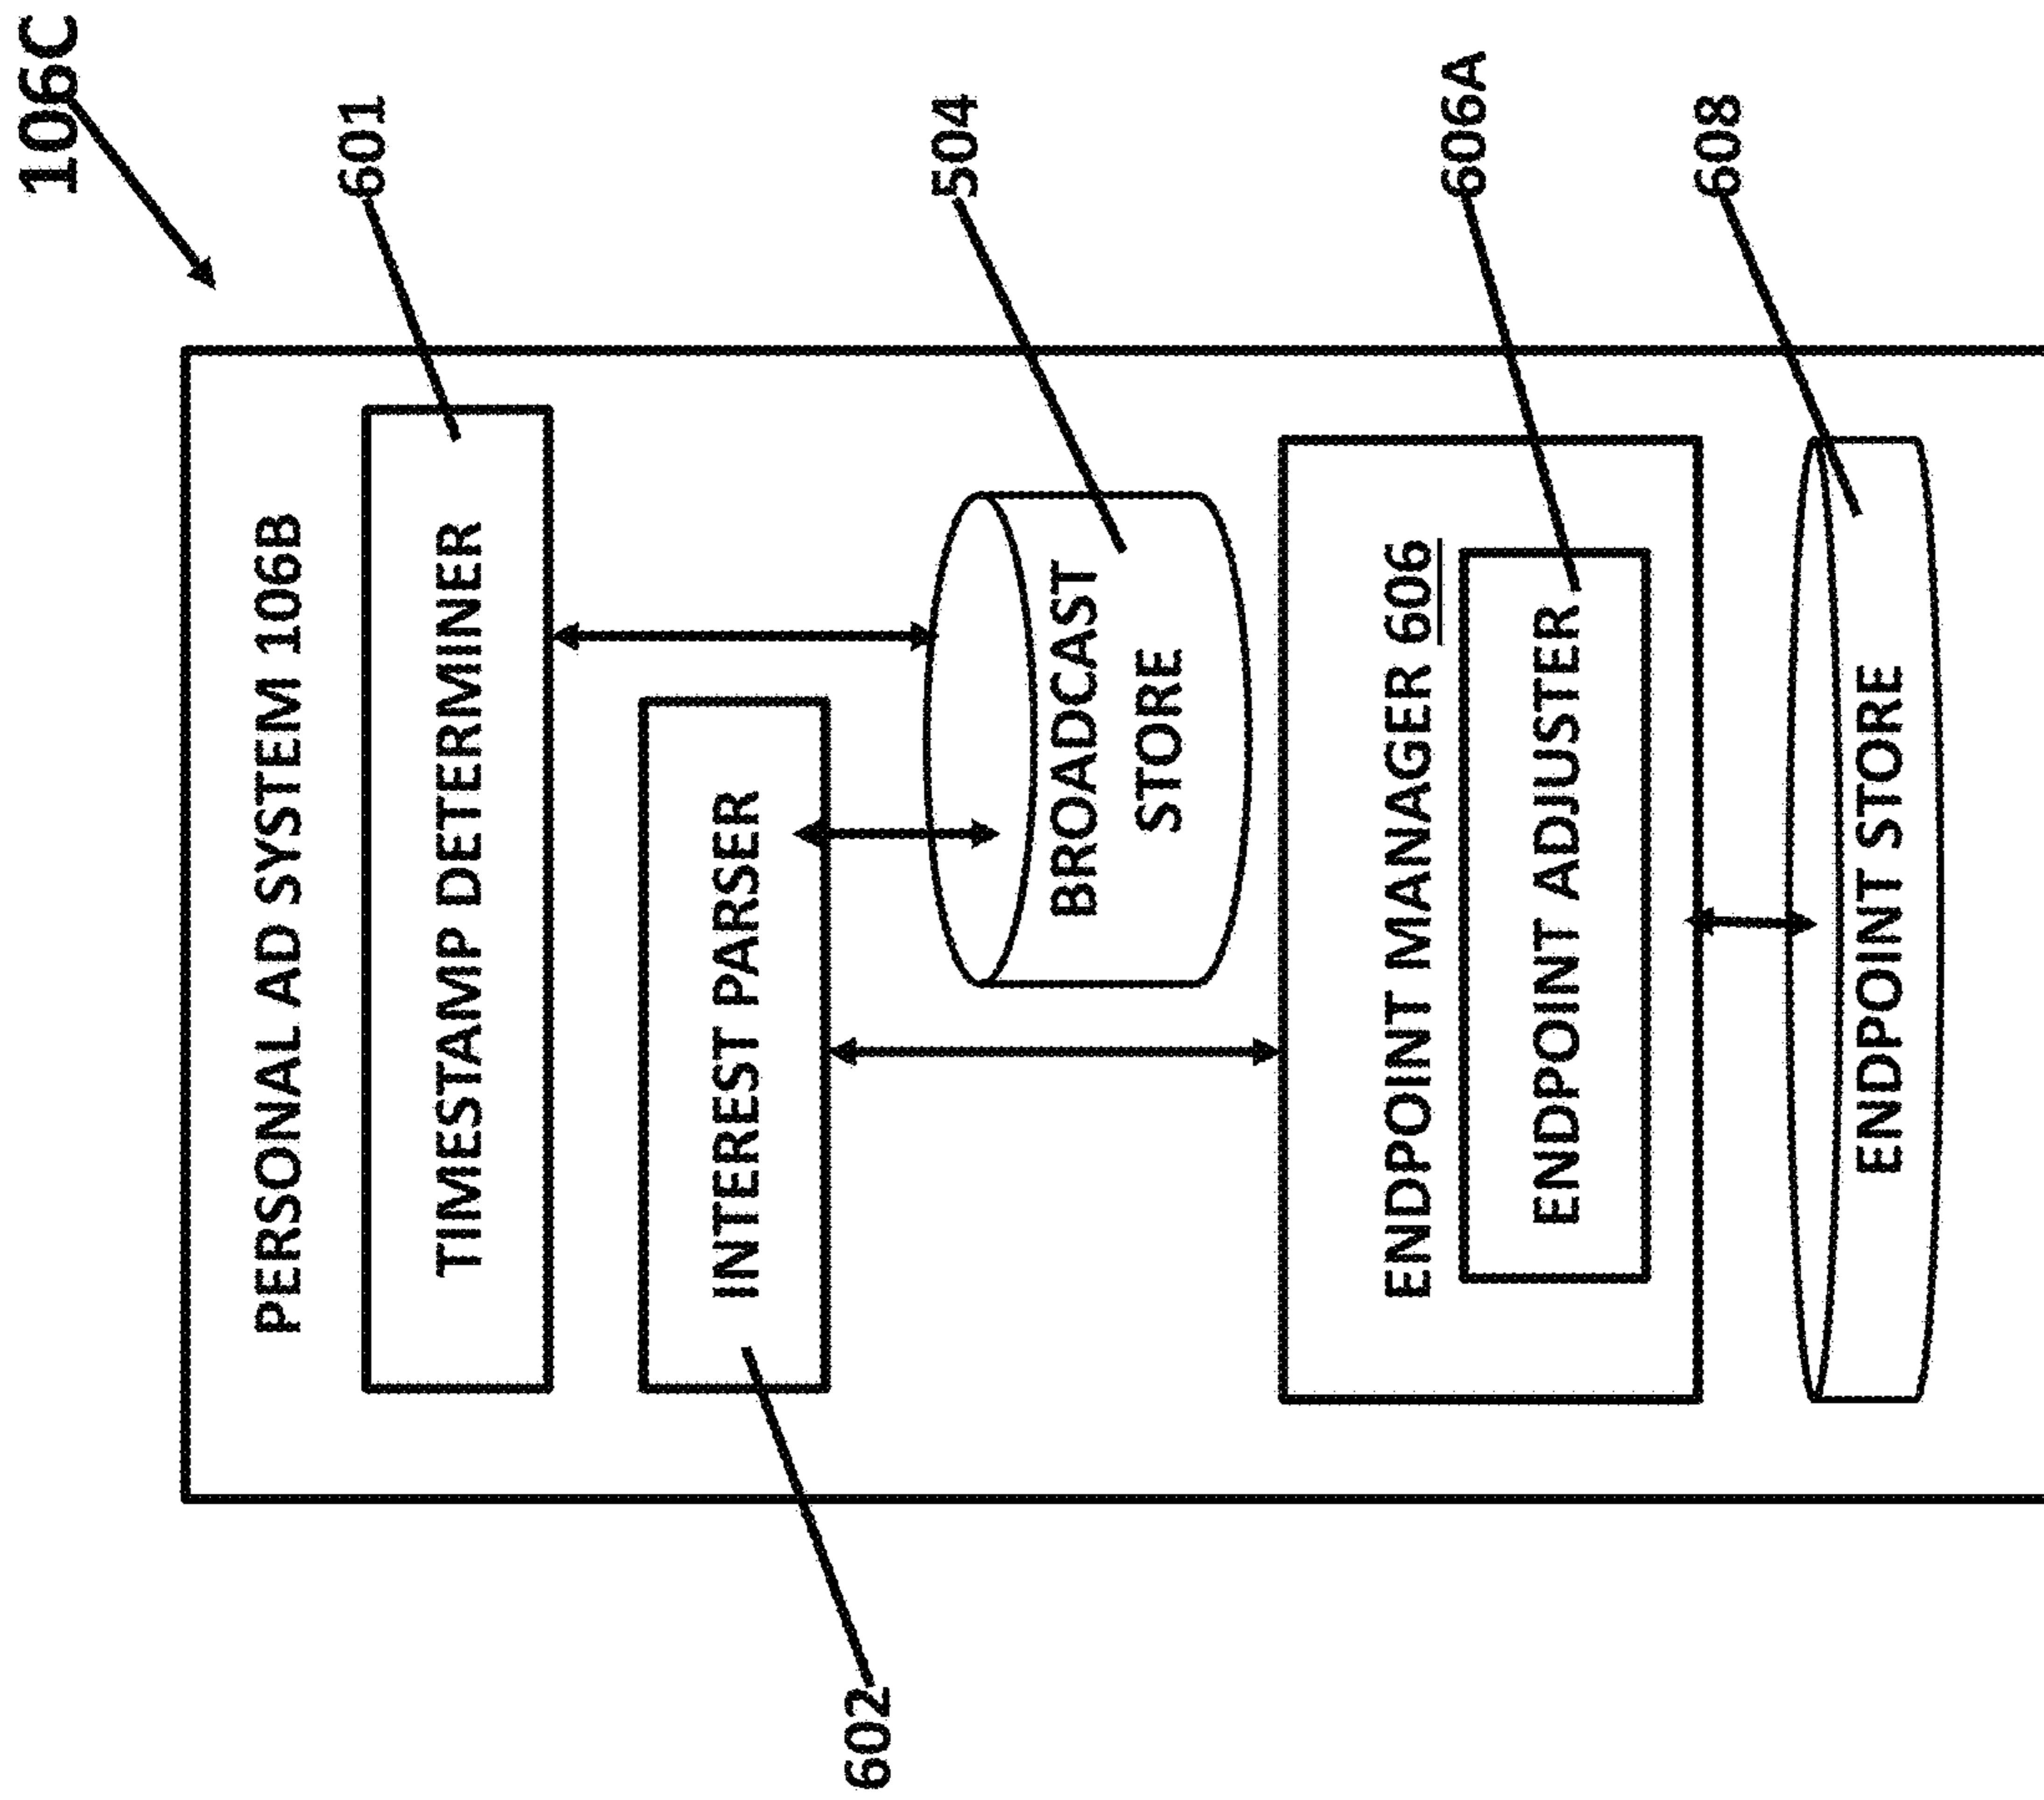 106C
PERSONAL AD SYSTEM 106B
601
TIMESTAMP DETERMINER
602
INTEREST PARSER
504
BROADCAST
STORE
ENDPOINT MANAGER 606
606A
ENDPOINT ADJUSTER
608
ENDPOINT STORE